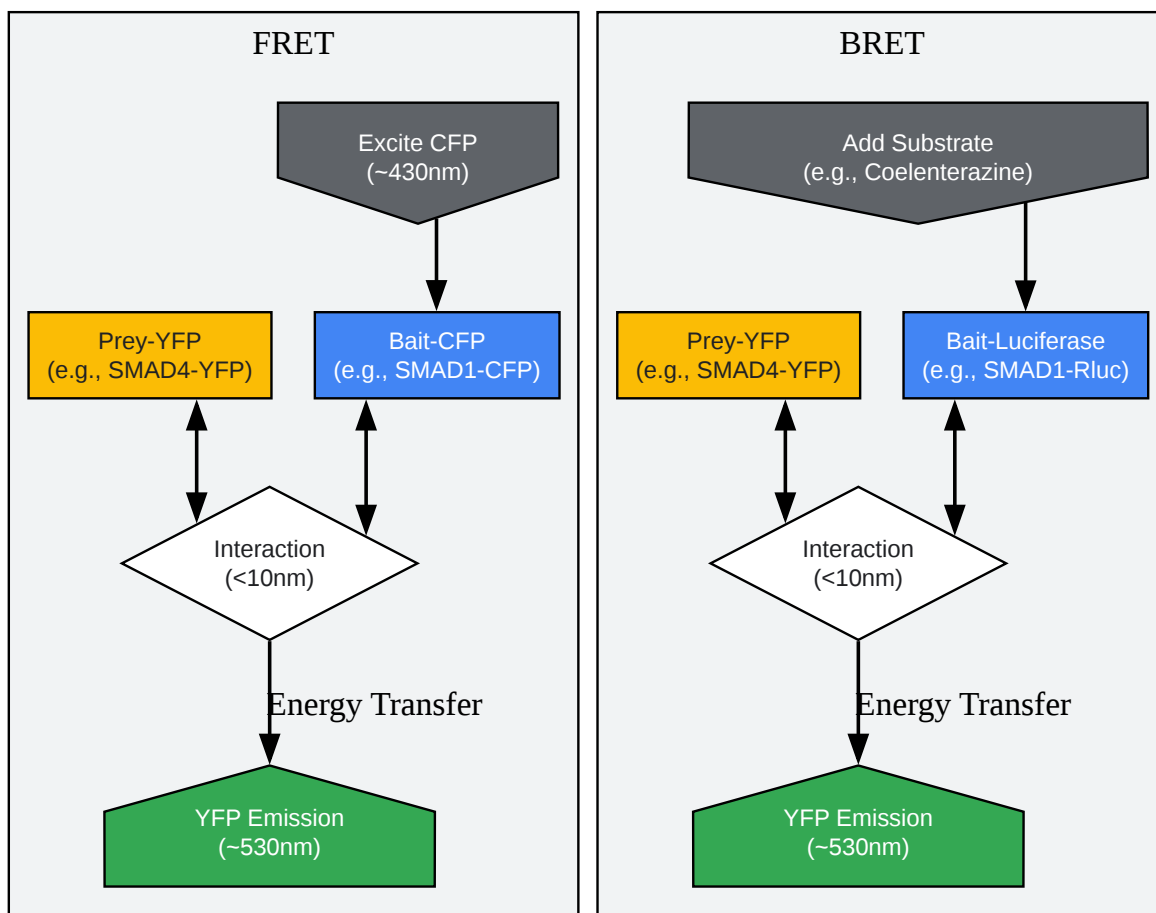 FRET
Excite CFP
(~430nm)
Prey-YFP
(e.g., SMAD4-YFP)
Bait-CFP
(e.g., SMAD1-CFP)
Interaction
(<10nm)
Energy Transfer
YFP Emission
(~530nm)
BRET
Add Substrate
(e.g., Coelenterazine)
Prey-YFP
(e.g., SMAD4-YFP)
Bait-Luciferase
(e.g., SMAD1-Rluc)
Interaction
(<10nm)
Energy Transfer
YFP Emission
(~530nm)